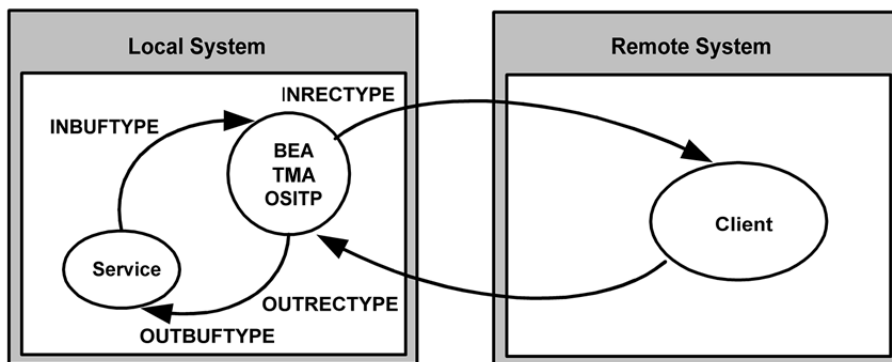 Local System
Remote System
INRECTYPE
INBUFTYPE
BEA
TMA
OSITP
Client
Service
OUTRECTYPE
OUTBUFTYPE